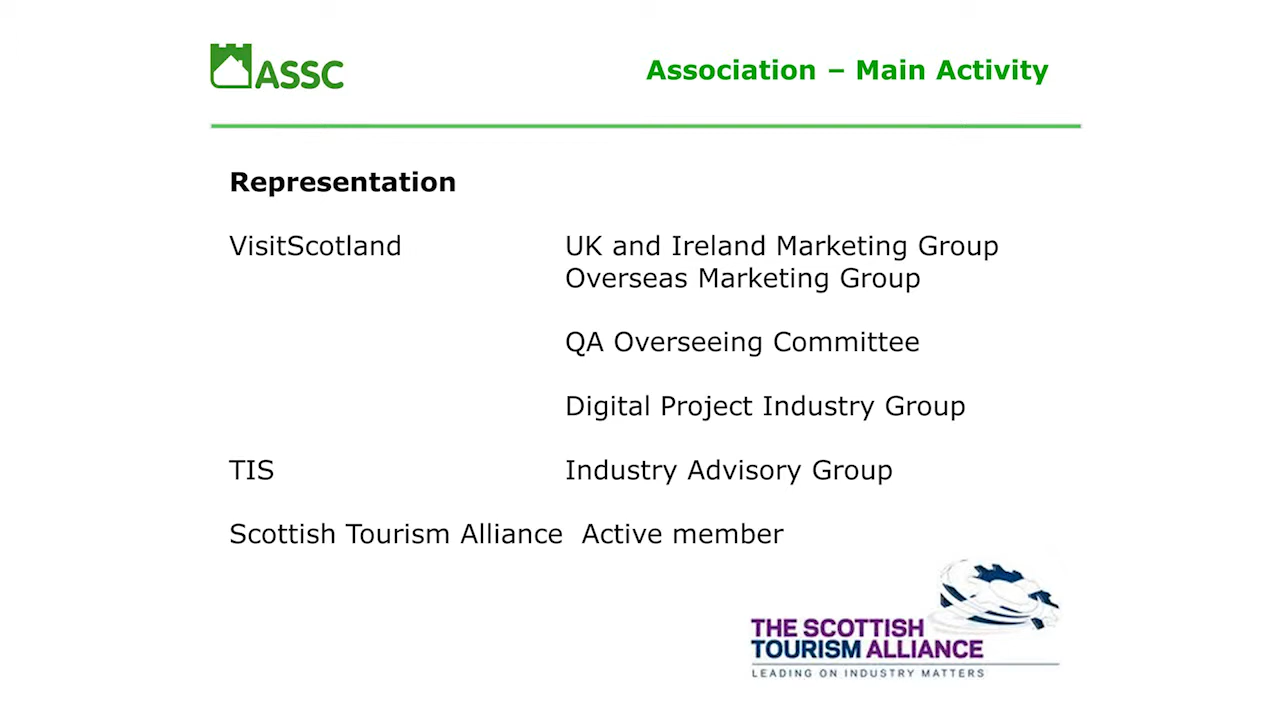 ASSC
Association – Main Activity
Representation
VisitScotland UK and Ireland Marketing Group
Overseas Marketing Group
QA Overseeing Committee
Digital Project Industry Group
TIS Industry Advisory Group
Scottish Tourism Alliance Active member
THE SCOTTISH
TOURISM ALLIANCE
LEADING ON INDUSTRY MATTERS